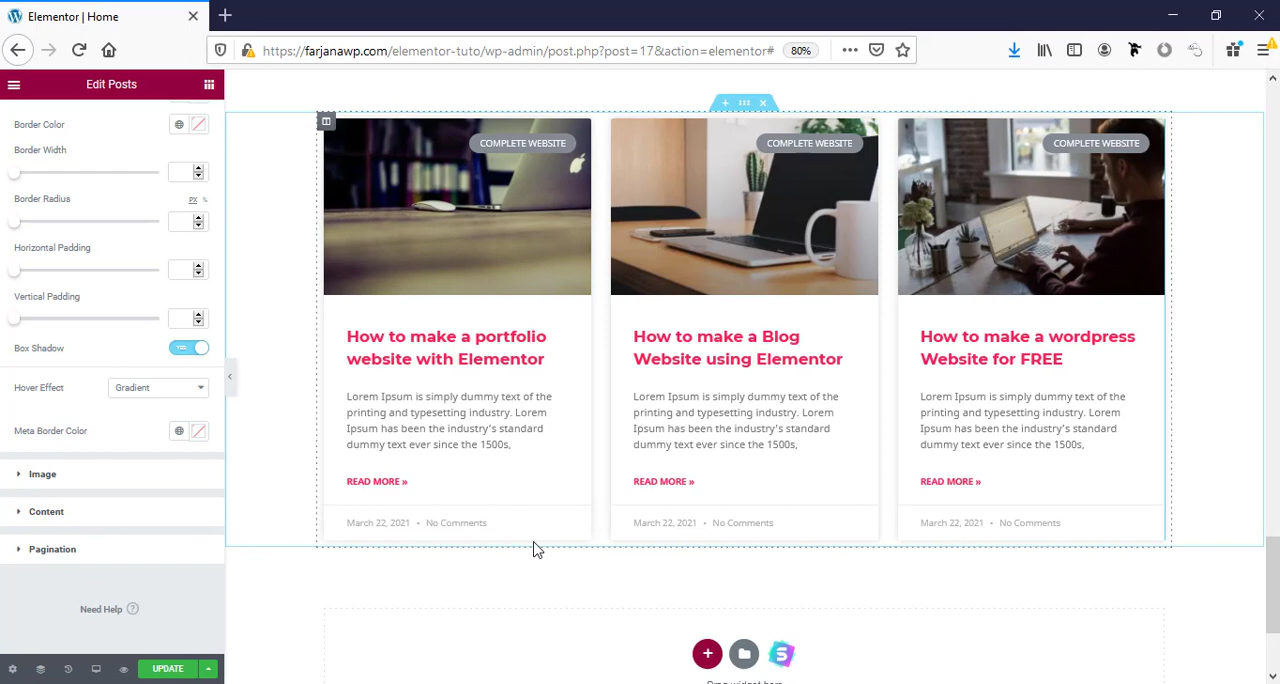 Elementor | Home
https://farjanawp.com/elementor-tuto/wp-admin/post.php?post=17&action=elementor#
80%
Edit Posts
Border Color
Border Width
Border Radius
PX %
Horizontal Padding
Vertical Padding
Box Shadow
YES
Hover Effect
Gradient
Meta Border Color
Image
Content
Pagination
Need Help ?
UPDATE
COMPLETE WEBSITE
How to make a portfolio
website with Elementor
Lorem Ipsum is simply dummy text of the
printing and typesetting industry. Lorem
Ipsum has been the industry's standard
dummy text ever since the 1500s,
READ MORE »
March 22, 2021 • No Comments
COMPLETE WEBSITE
How to make a Blog
Website using Elementor
Lorem Ipsum is simply dummy text of the
printing and typesetting industry. Lorem
Ipsum has been the industry's standard
dummy text ever since the 1500s,
READ MORE »
March 22, 2021 • No Comments
COMPLETE WEBSITE
How to make a wordpress
Website for FREE
Lorem Ipsum is simply dummy text of the
printing and typesetting industry. Lorem
Ipsum has been the industry's standard
dummy text ever since the 1500s,
READ MORE »
March 22, 2021 • No Comments
Drag widget here